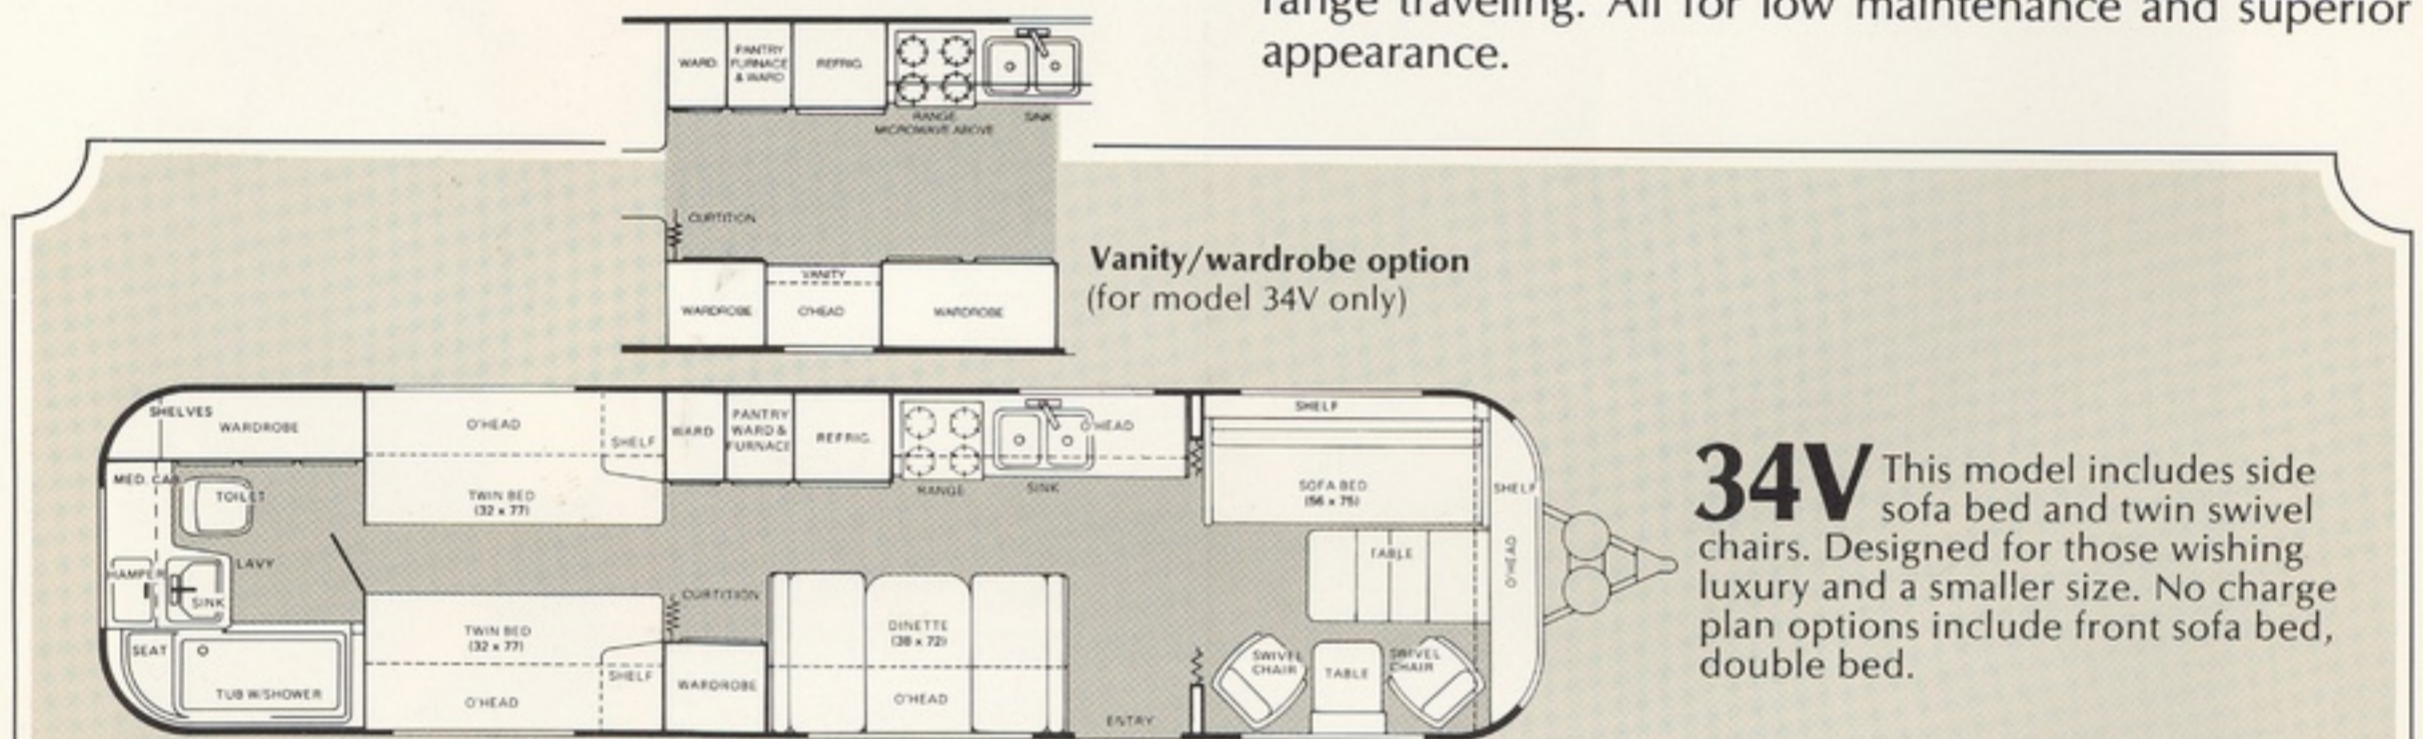 range traveling. All for low maintenance and superior
appearance.
WARD.
PANTRY
FURNACE
& WARD
REFRIG.
RANGE
MICROWAVE ABOVE
SINK
CURTITION
VANITY
WARDROBE
O'HEAD
WARDROBE
Vanity/wardrobe option
(for model 34V only)
SHELVES
WARDROBE
O'HEAD
SHELF
WARD
PANTRY
WARD &
FURNACE
REFRIG.
O'HEAD
SHELF
MED. CAB
TOILET
TWIN BED
(32 x 77)
RANGE
SINK
SOFA BED
(56 x 75)
SHELF
LAVY
HAMPER
SINK
CURTITION
TABLE
O'HEAD
SEAT
TWIN BED
(32 x 77)
DINETTE
(38 x 72)
SWIVEL
CHAIR
TABLE
SWIVEL
CHAIR
TUB W/SHOWER
O'HEAD
SHELF
WARDROBE
O'HEAD
ENTRY
34V This model includes side
sofa bed and twin swivel
chairs. Designed for those wishing
luxury and a smaller size. No charge
plan options include front sofa bed,
double bed.